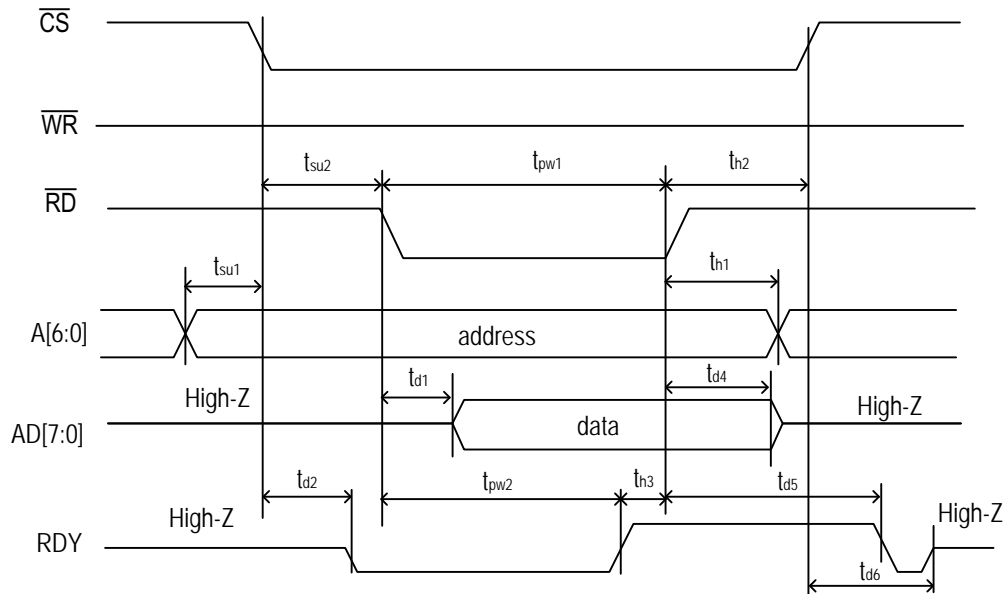 CS
WR
tsu2 tpw1 th2
RD
tsu1 th1
A[6:0] address
td1 td4
High-Z High-Z
AD[7:0] data
td2 tpw2 th3 td5
High-Z High-Z
RDY
td6